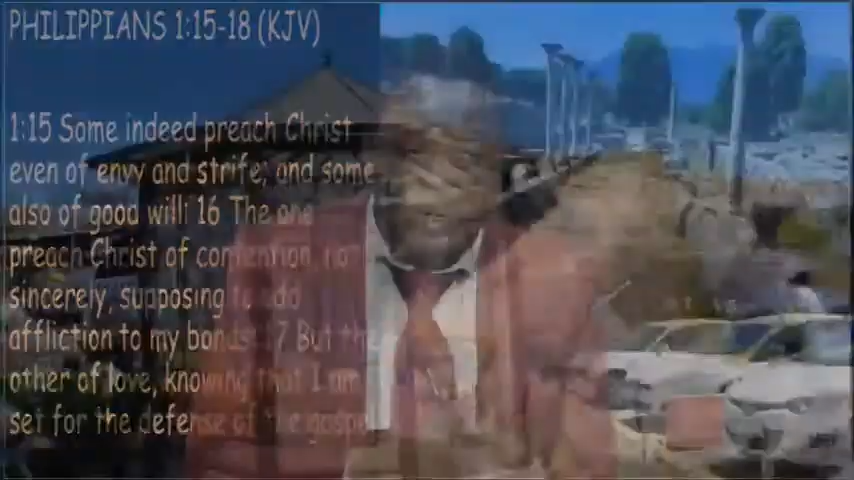 PHILIPPIANS 1:15-18 (KJV)
1:15 Some indeed preach Christ
even of envy and strife; and some
also of good will: 16 The one
preach Christ of contention, not
sincerely, supposing to add
affliction to my bonds: 17 But the
other of love, knowing that I am
set for the defense of the gospel